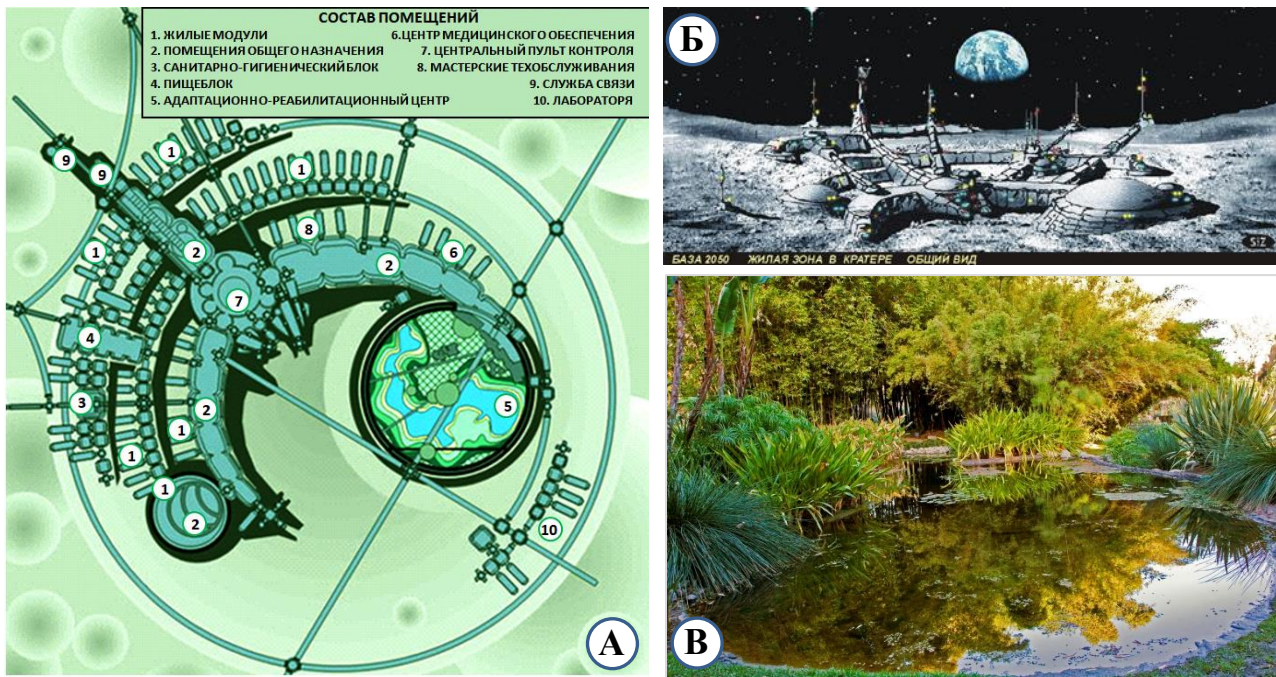 СОСТАВ ПОМЕЩЕНИЙ
1. ЖИЛЫЕ МОДУЛИ 6.ЦЕНТР МЕДИЦИНСКОГО ОБЕСПЕЧЕНИЯ
2. ПОМЕЩЕНИЯ ОБЩЕГО НАЗНАЧЕНИЯ 7. ЦЕНТРАЛЬНЫЙ ПУЛЬТ КОНТРОЛЯ
3. САНИТАРНО-ГИГИЕНИЧЕСКИЙ БЛОК 8. МАСТЕРСКИЕ ТЕХОБСЛУЖИВАНИЯ
4. ПИЩЕБЛОК 9. СЛУЖБА СВЯЗИ
5. АДАПТАЦИОННО-РЕАБИЛИТАЦИОННЫЙ ЦЕНТР 10. ЛАБОРАТОРЯ
9
1
9
1
8
1
2
2
6
7
4
5
3
2
1
1
1
2
10
А
Б
SIZ
БАЗА 2050 ЖИЛАЯ ЗОНА В КРАТЕРЕ ОБЩИЙ ВИД
В